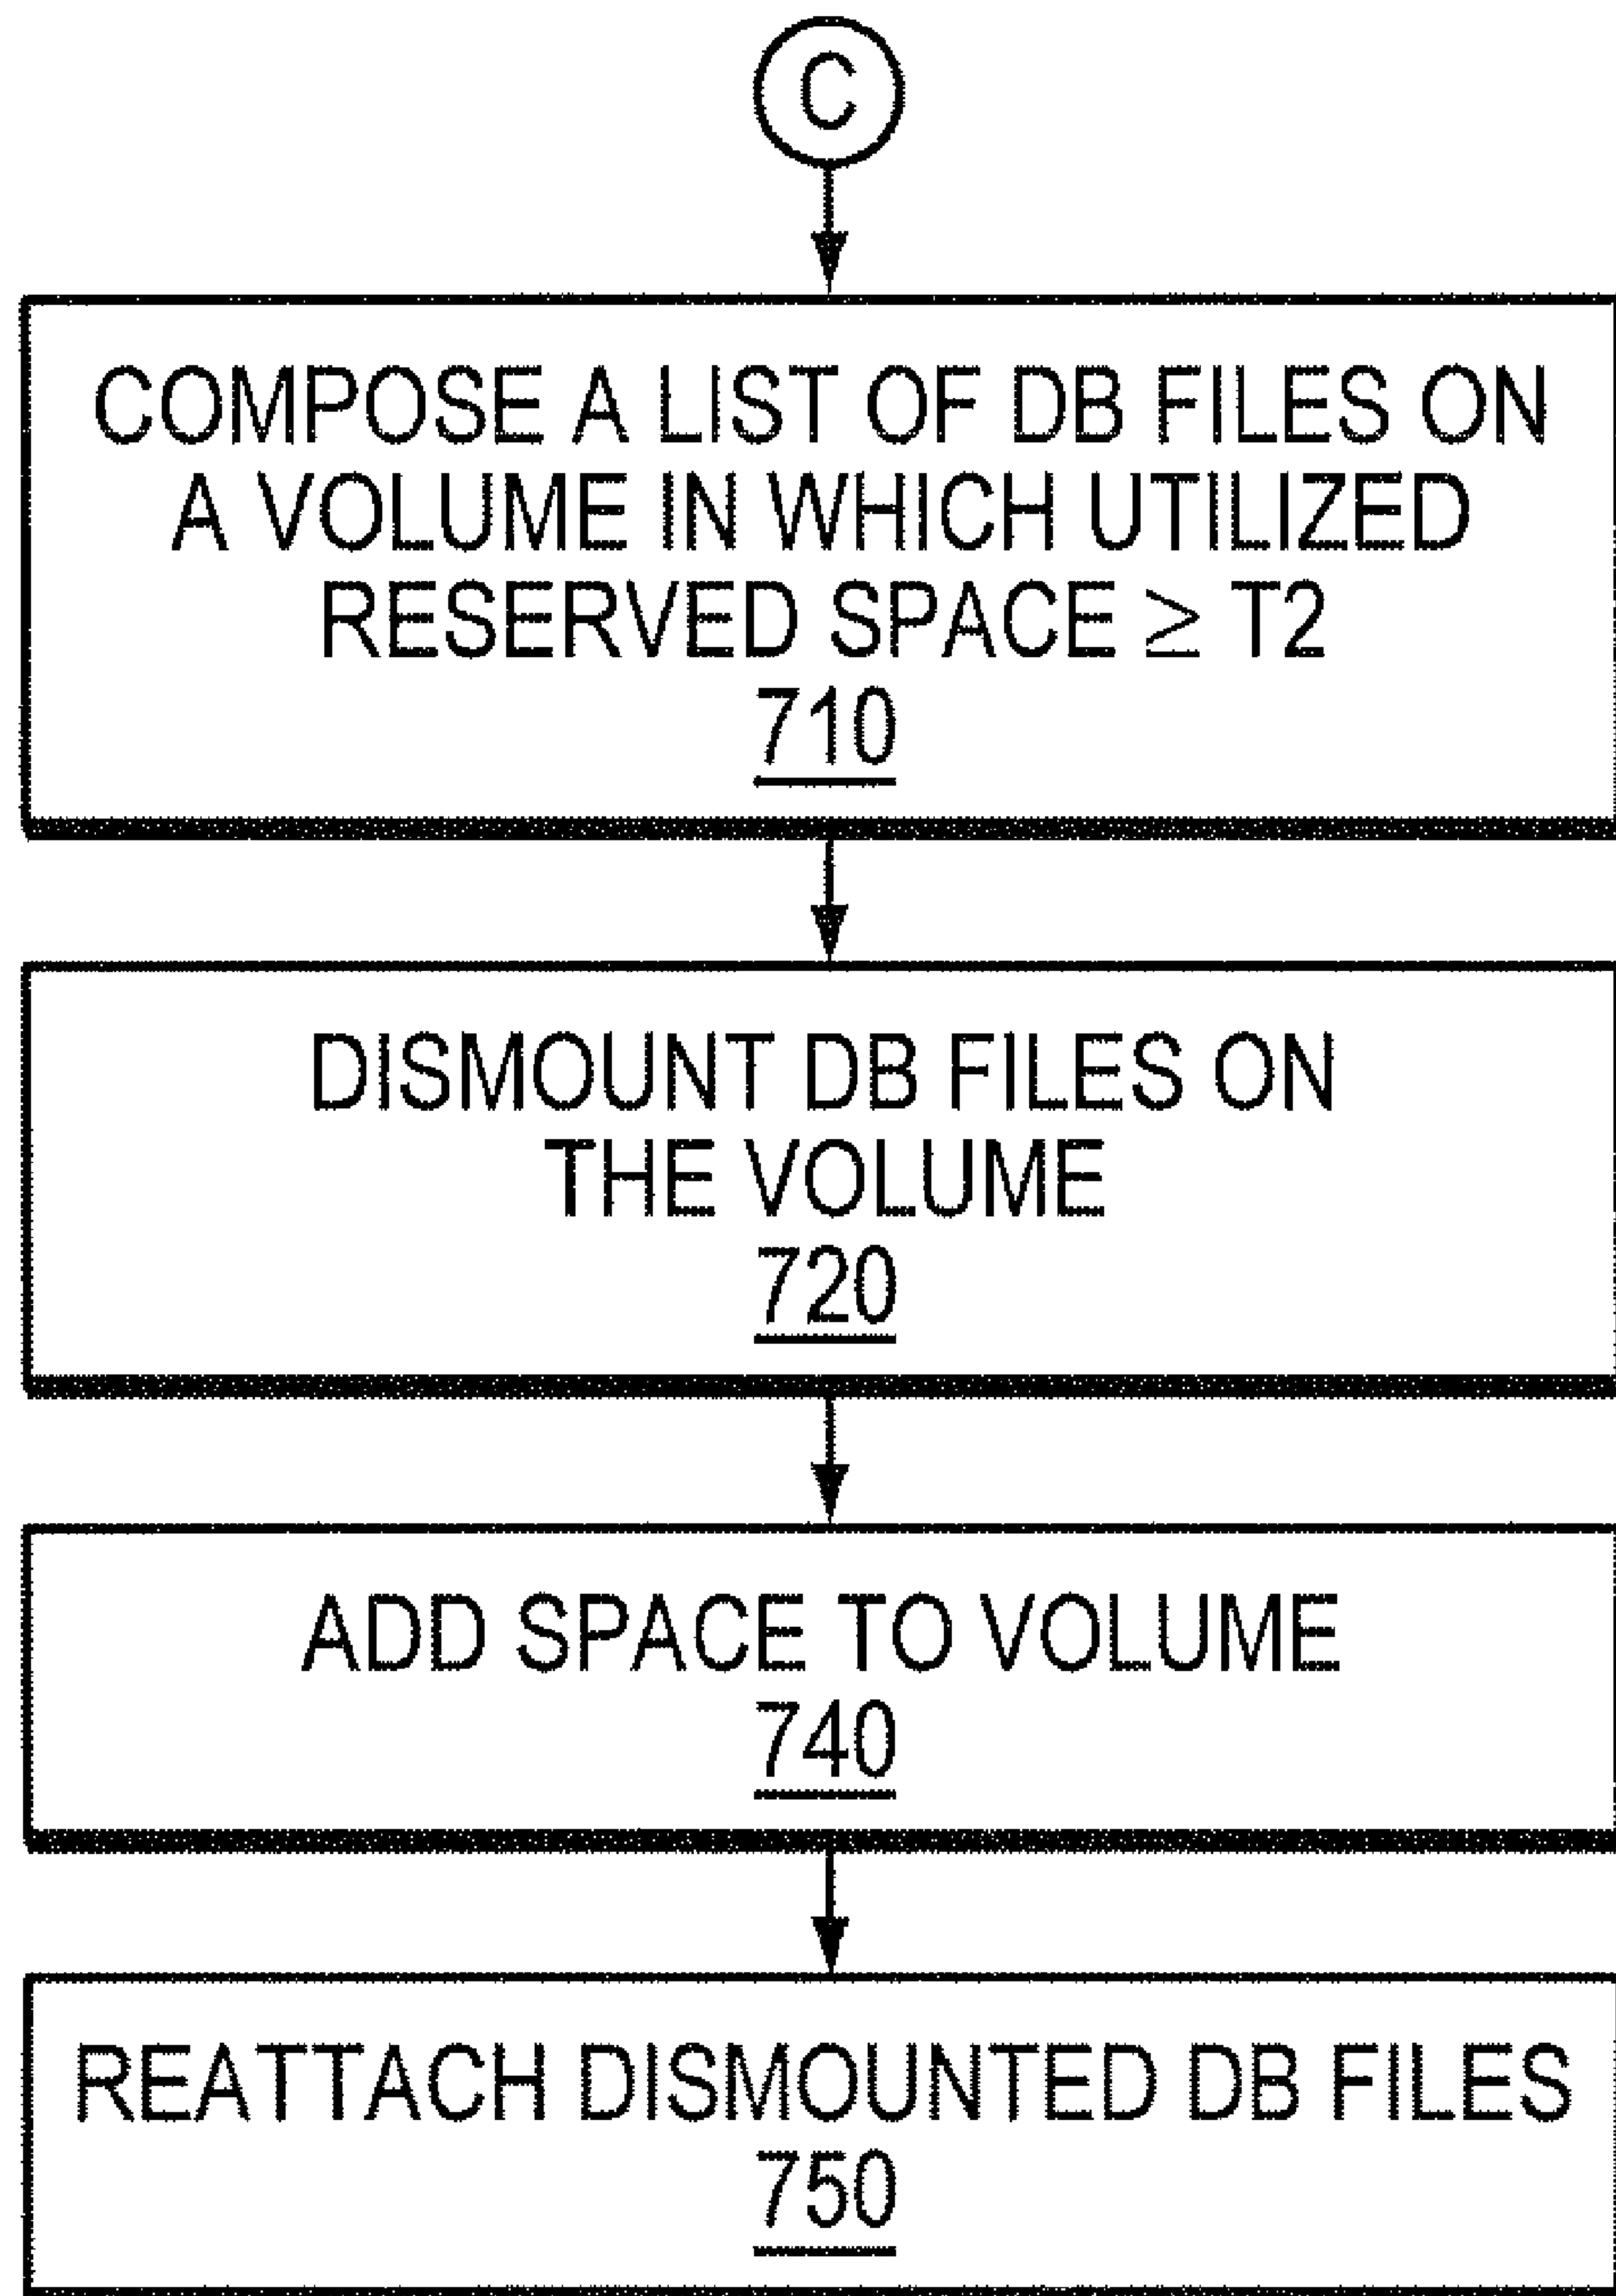 C
COMPOSE A LIST OF DB FILES ON
A VOLUME IN WHICH UTILIZED
RESERVED SPACE ≥ T2
710
DISMOUNT DB FILES ON
THE VOLUME
720
ADD SPACE TO VOLUME
740
REATTACH DISMOUNTED DB FILES
750